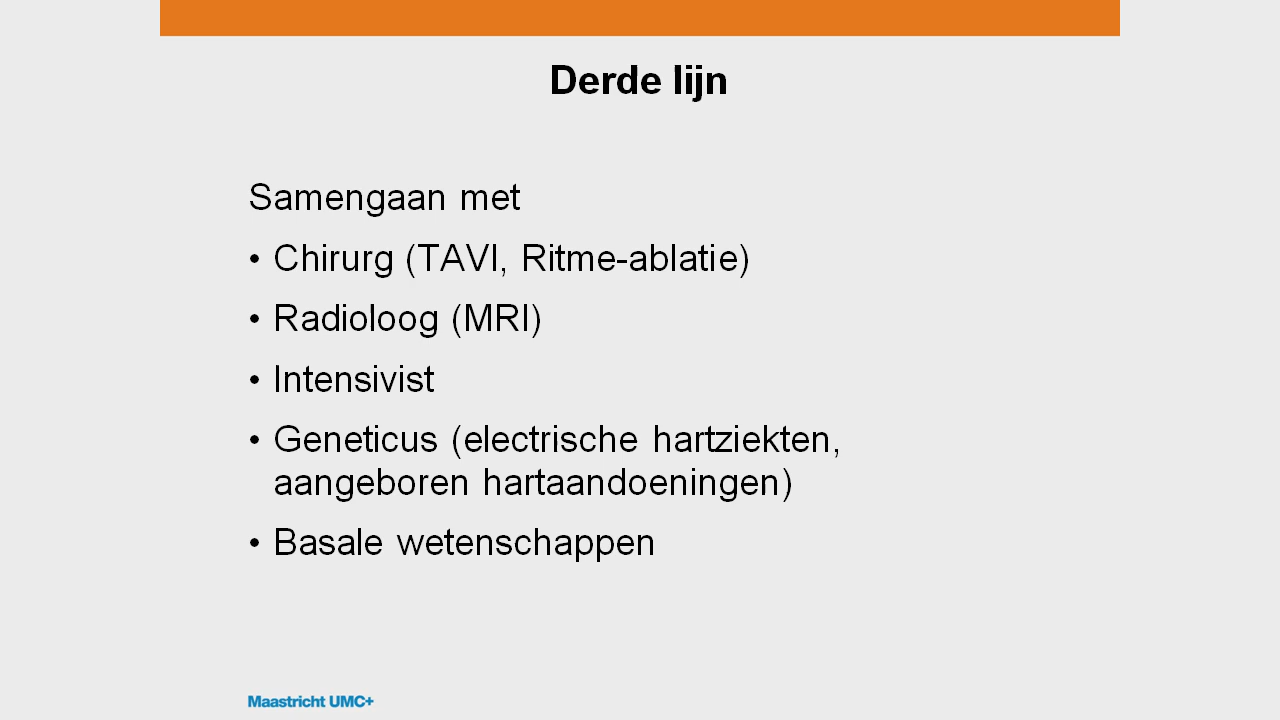 Derde lijn
Samengaan met
• Chirurg (TAVI, Ritme-ablatie)
• Radioloog (MRI)
• Intensivist
• Geneticus (electrische hartziekten,
aangeboren hartaandoeningen)
• Basale wetenschappen
Maastricht UMC+